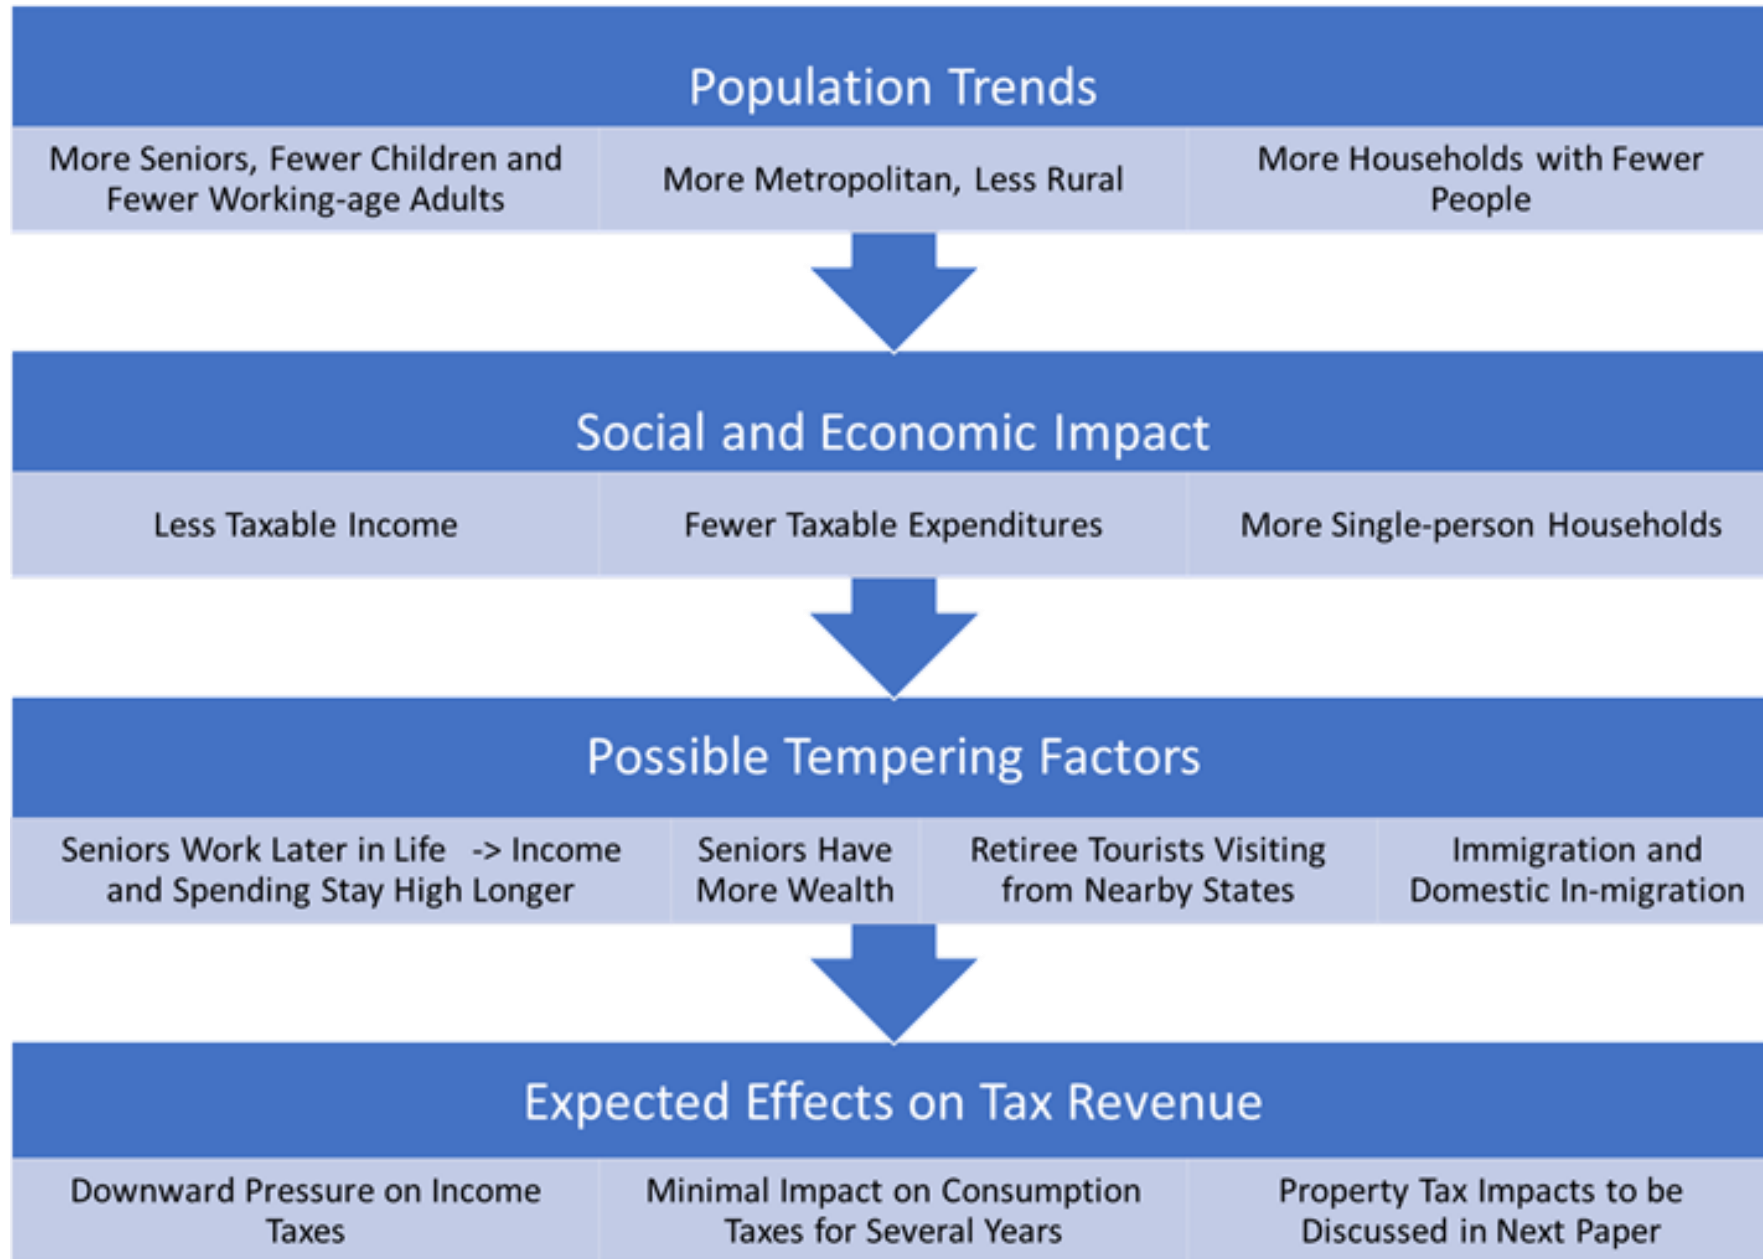 Population Trends
More Seniors, Fewer Children and
Fewer Working-age Adults
More Metropolitan, Less Rural
More Households with Fewer
People
Social and Economic Impact
Less Taxable Income
Fewer Taxable Expenditures
More Single-person Households
Possible Tempering Factors
Seniors Work Later in Life -> Income
and Spending Stay High Longer
Seniors Have
More Wealth
Retiree Tourists Visiting
from Nearby States
Immigration and
Domestic In-migration
Expected Effects on Tax Revenue
Downward Pressure on Income
Taxes
Minimal Impact on Consumption
Taxes for Several Years
Property Tax Impacts to be
Discussed in Next Paper